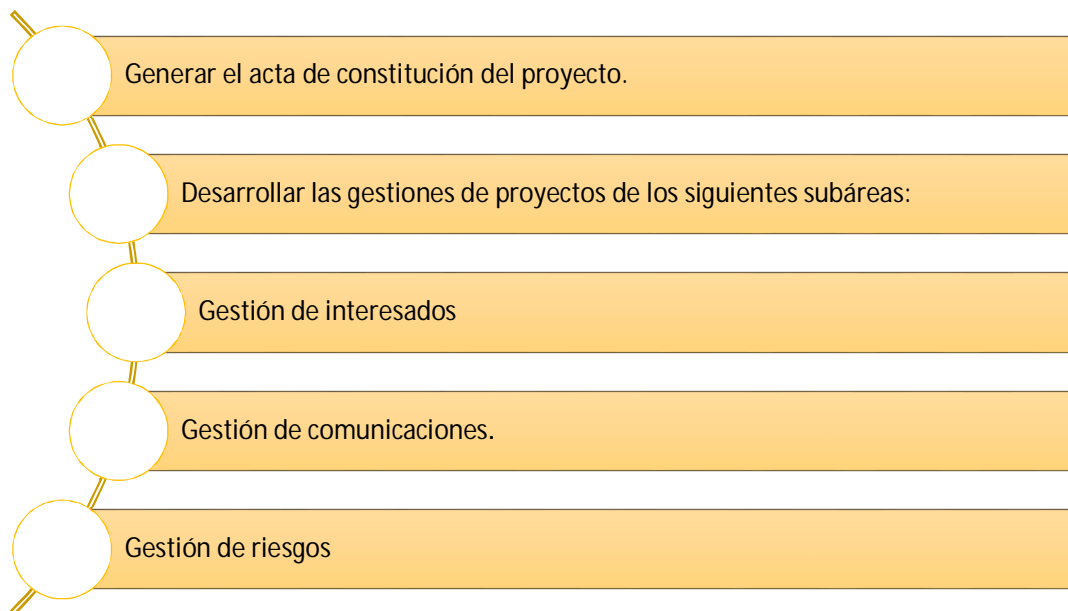 Generar el acta de constitución del proyecto.
Desarrollar las gestiones de proyectos de los siguientes subáreas:
Gestión de interesados
Gestión de comunicaciones.
Gestión de riesgos